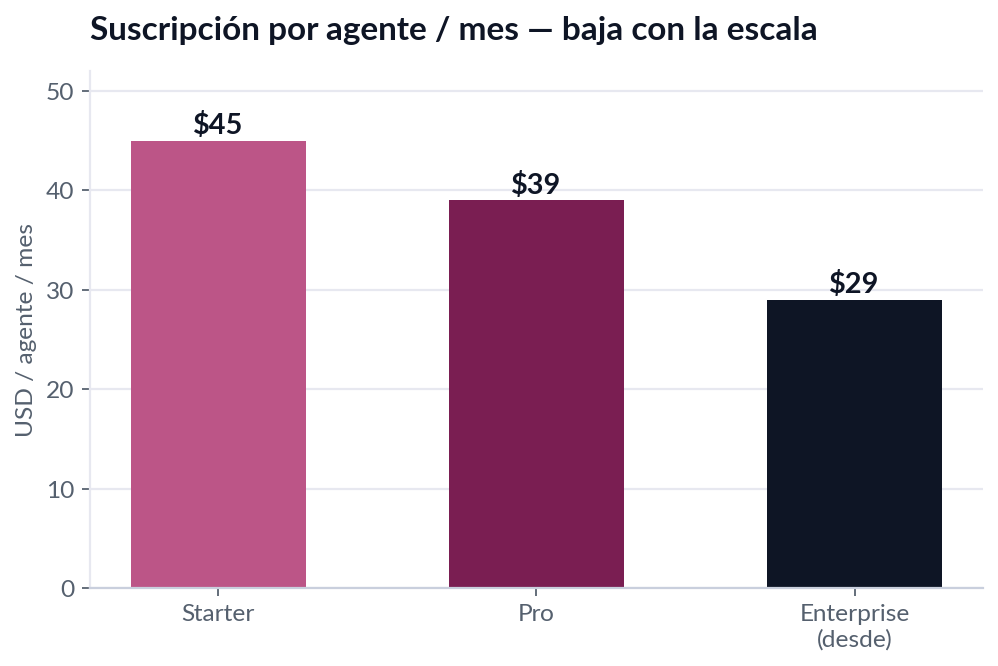 Suscripción por agente / mes — baja con la escala
USD / agente / mes
50
40
30
20
10
0
$45
$39
$29
Starter
Pro
Enterprise
(desde)